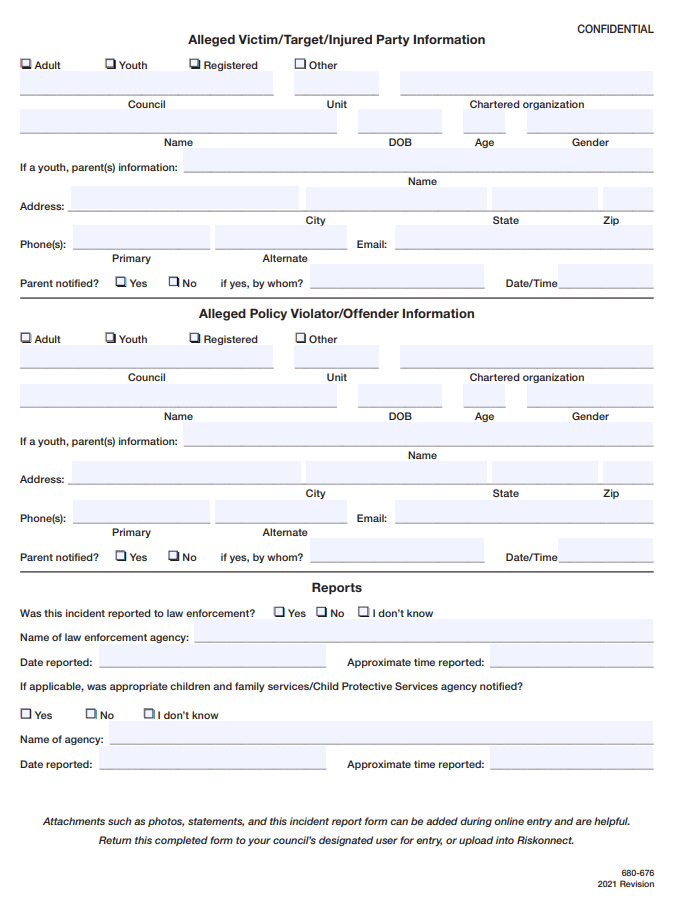 CONFIDENTIAL
Alleged Victim/Target/Injured Party Information
Adult Youth Registered Other
Council Unit Chartered organization
Name DOB Age Gender
If a youth, parent(s) information:
Name
Address:
City State Zip
Phone(s): Email:
Primary Alternate
Parent notified? Yes No if yes, by whom? Date/Time
Alleged Policy Violator/Offender Information
Adult Youth Registered Other
Council Unit Chartered organization
Name DOB Age Gender
If a youth, parent(s) information:
Name
Address:
City State Zip
Phone(s): Email:
Primary Alternate
Parent notified? Yes No if yes, by whom? Date/Time
Reports
Was this incident reported to law enforcement? Yes No I don't know
Name of law enforcement agency:
Date reported: Approximate time reported:
If applicable, was appropriate children and family services/Child Protective Services agency notified?
Yes No I don't know
Name of agency:
Date reported: Approximate time reported:
Attachments such as photos, statements, and this incident report form can be added during online entry and are helpful.
Return this completed form to your council's designated user for entry, or upload into Riskonnect.
680-676
2021 Revision